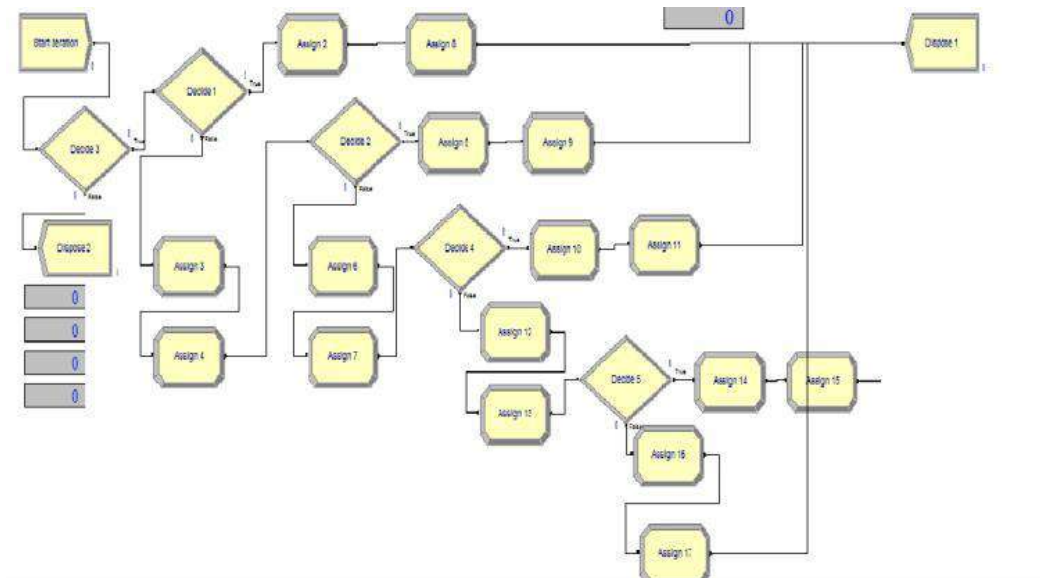 0
Start Iteration
Assign 2
Assign 8
Dispose 1
True
Decide 1
False
True
Decide 3
False
Decide 2
True
Assign 9
False
Dispose 2
Assign 3
Assign 6
Decide 4
True
Assign 10
Assign 11
False
0
0
0
0
Assign 4
Assign 7
Assign 12
Assign 13
Decide 5
True
Assign 14
Assign 15
False
Assign 16
Assign 17